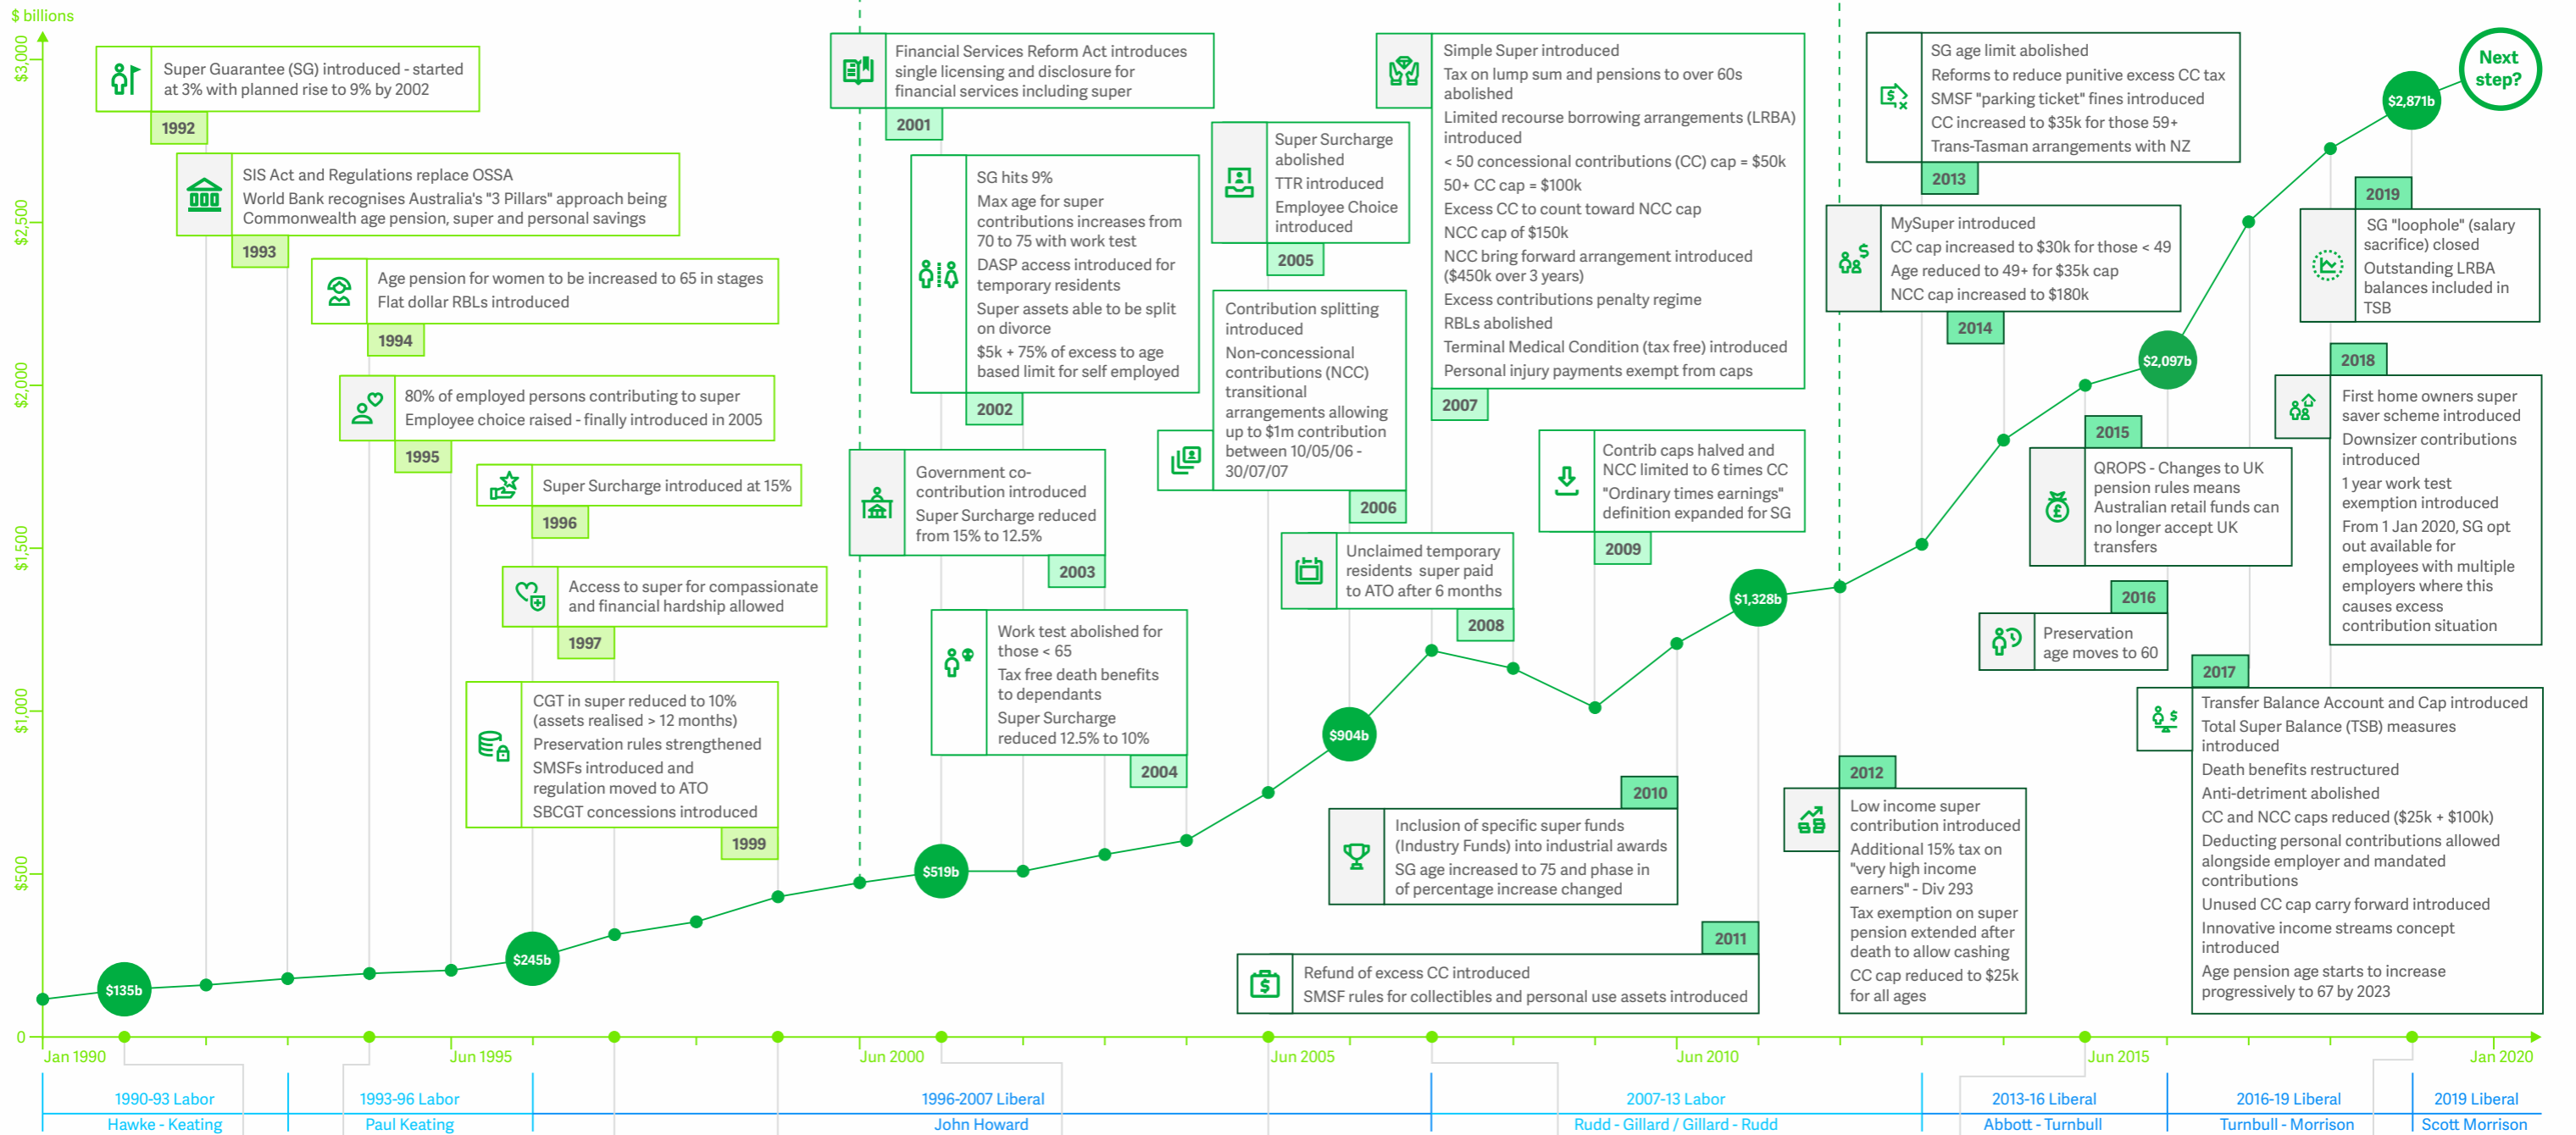 $ billions
$3,000
$2,500
$2,000
$1,500
$1,000
$500
0
Super Guarantee (SG) introduced - started
at 3% with planned rise to 9% by 2002
1992
SIS Act and Regulations replace OSSA
World Bank recognises Australia's "3 Pillars" approach being
Commonwealth age pension, super and personal savings
1993
Age pension for women to be increased to 65 in stages
Flat dollar RBLs introduced
1994
80% of employed persons contributing to super
Employee choice raised - finally introduced in 2005
1995
Super Surcharge introduced at 15%
1996
Access to super for compassionate
and financial hardship allowed
1997
CGT in super reduced to 10%
(assets realised > 12 months)
Preservation rules strengthened
SMSFs introduced and
regulation moved to ATO
SBCGT concessions introduced
1999
Financial Services Reform Act introduces
single licensing and disclosure for
financial services including super
2001
SG hits 9%
Max age for super
contributions increases from
70 to 75 with work test
DASP access introduced for
temporary residents
Super assets able to be split
on divorce
$5k + 75% of excess to age
based limit for self employed
2002
Government co-
contribution introduced
Super Surcharge reduced
from 15% to 12.5%
2003
Work test abolished for
those < 65
Tax free death benefits
to dependants
Super Surcharge
reduced 12.5% to 10%
2004
Super Surcharge
abolished
TTR introduced
Employee Choice
introduced
2005
Contribution splitting
introduced
Non-concessional
contributions (NCC)
transitional
arrangements allowing
up to $1m contribution
between 10/05/06 -
30/07/07
2006
Simple Super introduced
Tax on lump sum and pensions to over 60s
abolished
Limited recourse borrowing arrangements (LRBA)
introduced
< 50 concessional contributions (CC) cap = $50k
50+ CC cap = $100k
Excess CC to count toward NCC cap
NCC cap of $150k
NCC bring forward arrangement introduced
($450k over 3 years)
Excess contributions penalty regime
RBLs abolished
Terminal Medical Condition (tax free) introduced
Personal injury payments exempt from caps
2007
Unclaimed temporary
residents super paid
to ATO after 6 months
2008
Contrib caps halved and
NCC limited to 6 times CC
"Ordinary times earnings"
definition expanded for SG
2009
2010
Inclusion of specific super funds
(Industry Funds) into industrial awards
SG age increased to 75 and phase in
of percentage increase changed
2011
Refund of excess CC introduced
SMSF rules for collectibles and personal use assets introduced
2012
Low income super
contribution introduced
Additional 15% tax on
"very high income
earners" - Div 293
Tax exemption on super
pension extended after
death to allow cashing
CC cap reduced to $25k
for all ages
SG age limit abolished
Reforms to reduce punitive excess CC tax
SMSF "parking ticket" fines introduced
CC increased to $35k for those 59+
Trans-Tasman arrangements with NZ
2013
MySuper introduced
CC cap increased to $30k for those < 49
Age reduced to 49+ for $35k cap
NCC cap increased to $180k
2014
2015
QROPS - Changes to UK
pension rules means
Australian retail funds can
no longer accept UK
transfers
2016
Preservation
age moves to 60
2017
Transfer Balance Account and Cap introduced
Total Super Balance (TSB) measures
introduced
Death benefits restructured
Anti-detriment abolished
CC and NCC caps reduced ($25k + $100k)
Deducting personal contributions allowed
alongside employer and mandated
contributions
Unused CC cap carry forward introduced
Innovative income streams concept
introduced
Age pension age starts to increase
progressively to 67 by 2023
2018
First home owners super
saver scheme introduced
Downsizer contributions
introduced
1 year work test
exemption introduced
From 1 Jan 2020, SG opt
out available for
employees with multiple
employers where this
causes excess
contribution situation
2019
SG "loophole" (salary
sacrifice) closed
Outstanding LRBA
balances included in
TSB
Next
step?
$135b
$245b
$519b
$904b
$1,328b
$2,097b
$2,871b
Jan 1990
Jun 1995
Jun 2000
Jun 2005
Jun 2010
Jun 2015
Jan 2020
1990-93 Labor
Hawke - Keating
1993-96 Labor
Paul Keating
1996-2007 Liberal
John Howard
2007-13 Labor
Rudd - Gillard / Gillard - Rudd
2013-16 Liberal
Abbott - Turnbull
2016-19 Liberal
Turnbull - Morrison
2019 Liberal
Scott Morrison